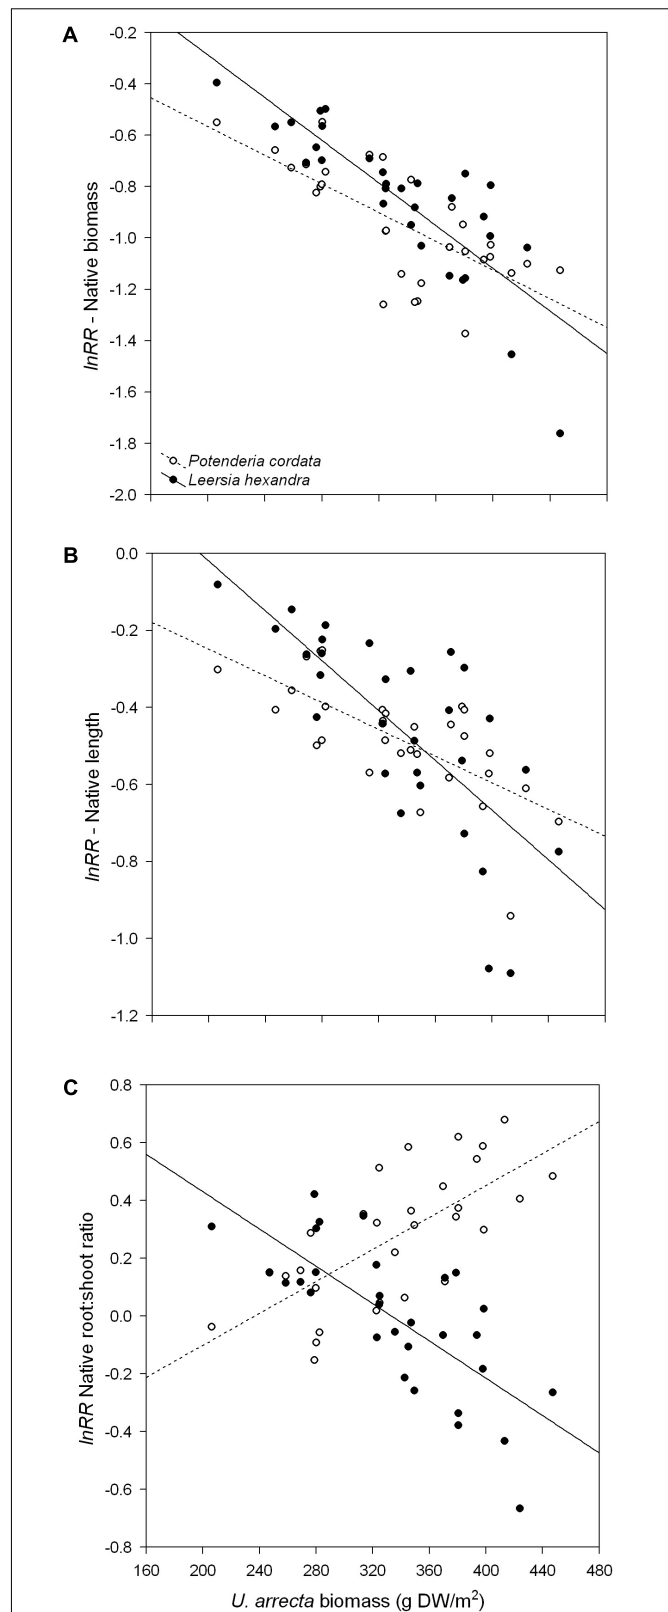 A
-0.2
-0.4
-0.6
-0.8
-1.0
-1.2
-1.4
-1.6
-1.8
-2.0
lnRR - Native biomass
Potenderia cordata
Leersia hexandra
B
0.0
-0.2
-0.4
-0.6
-0.8
-1.0
-1.2
lnRR - Native length
C
0.8
0.6
0.4
0.2
0.0
-0.2
-0.4
-0.6
-0.8
lnRR Native root:shoot ratio
160 200 240 280 320 360 400 440 480
U. arrecta biomass (g DW/m²)